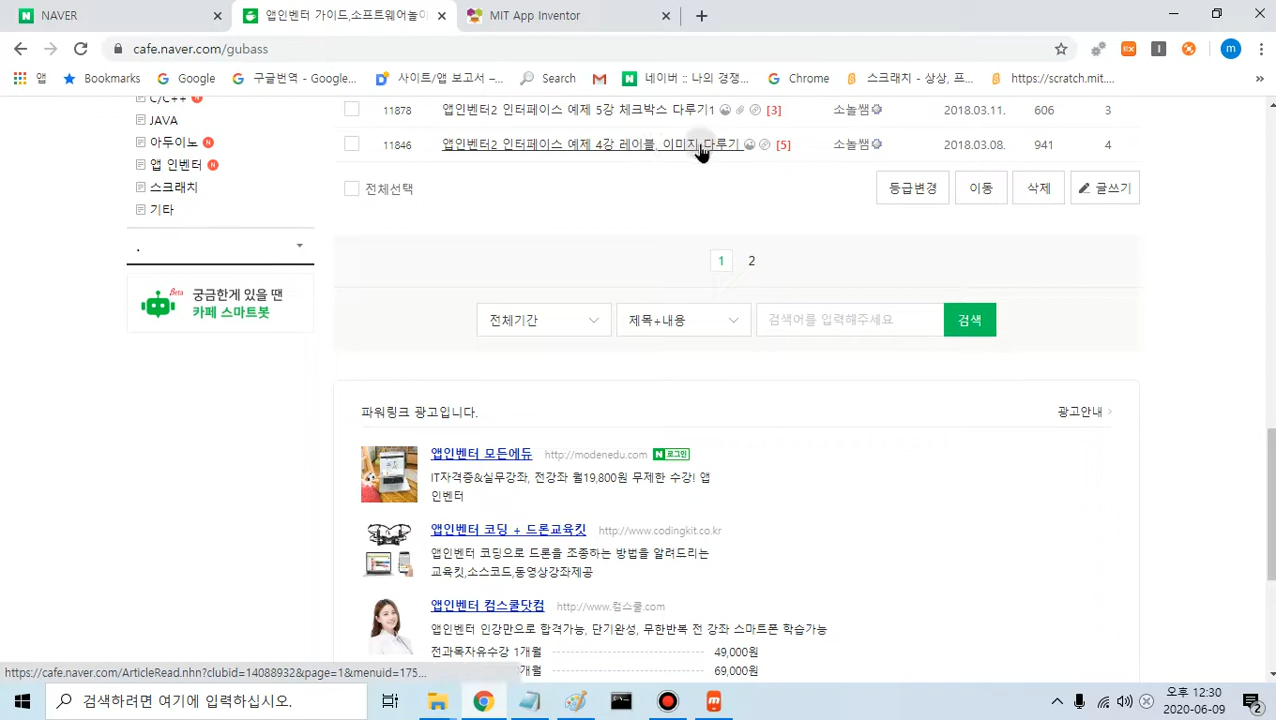 NAVER
앱인벤터 가이드,소프트웨어놀이
MIT App Inventor
cafe.naver.com/gubass
m
앱
Bookmarks
Google
구글번역 - Google...
사이트/앱 보고서 –...
Search
네이버 :: 나의 경쟁...
Chrome
스크래치 - 상상, 프...
https://scratch.mit....
C/C++
JAVA
아두이노
앱 인벤터
스크래치
기타
.
궁금한게 있을 땐
Beta
카페 스마트봇
11878 앱인벤터2 인터페이스 예제 5강 체크박스 다루기1 [3] 소놀쌤 2018.03.11. 606 3
11846 앱인벤터2 인터페이스 예제 4강 레이블, 이미지 다루기 [5] 소놀쌤 2018.03.08. 941 4
전체선택
등급변경 이동 삭제 글쓰기
1 2
전체기간 제목+내용 검색어를 입력해주세요 검색
파워링크 광고입니다. 광고안내
앱인벤터 모든에듀 http://modenedu.com N 로그인
IT자격증&실무강좌, 전강좌 월19,800원 무제한 수강! 앱
인벤터
앱인벤터 코딩 + 드론교육킷 http://www.codingkit.co.kr
앱인벤터 코딩으로 드론을 조종하는 방법을 알려드리는
교육킷,소스코드,동영상강좌제공
앱인벤터 컴스쿨닷컴 http://www.컴스쿨.com
앱인벤터 인강만으로 합격가능, 단기완성, 무한반복 전 강좌 스마트폰 학습가능
전과목자유수강 1개월 49,000원
개월 69,000원
https://cafe.naver.com/ArticleRead.nhn?clubid=14088932&page=1&menuid=175...
검색하려면 여기에 입력하십시오.
오후 12:30
2020-06-09
2